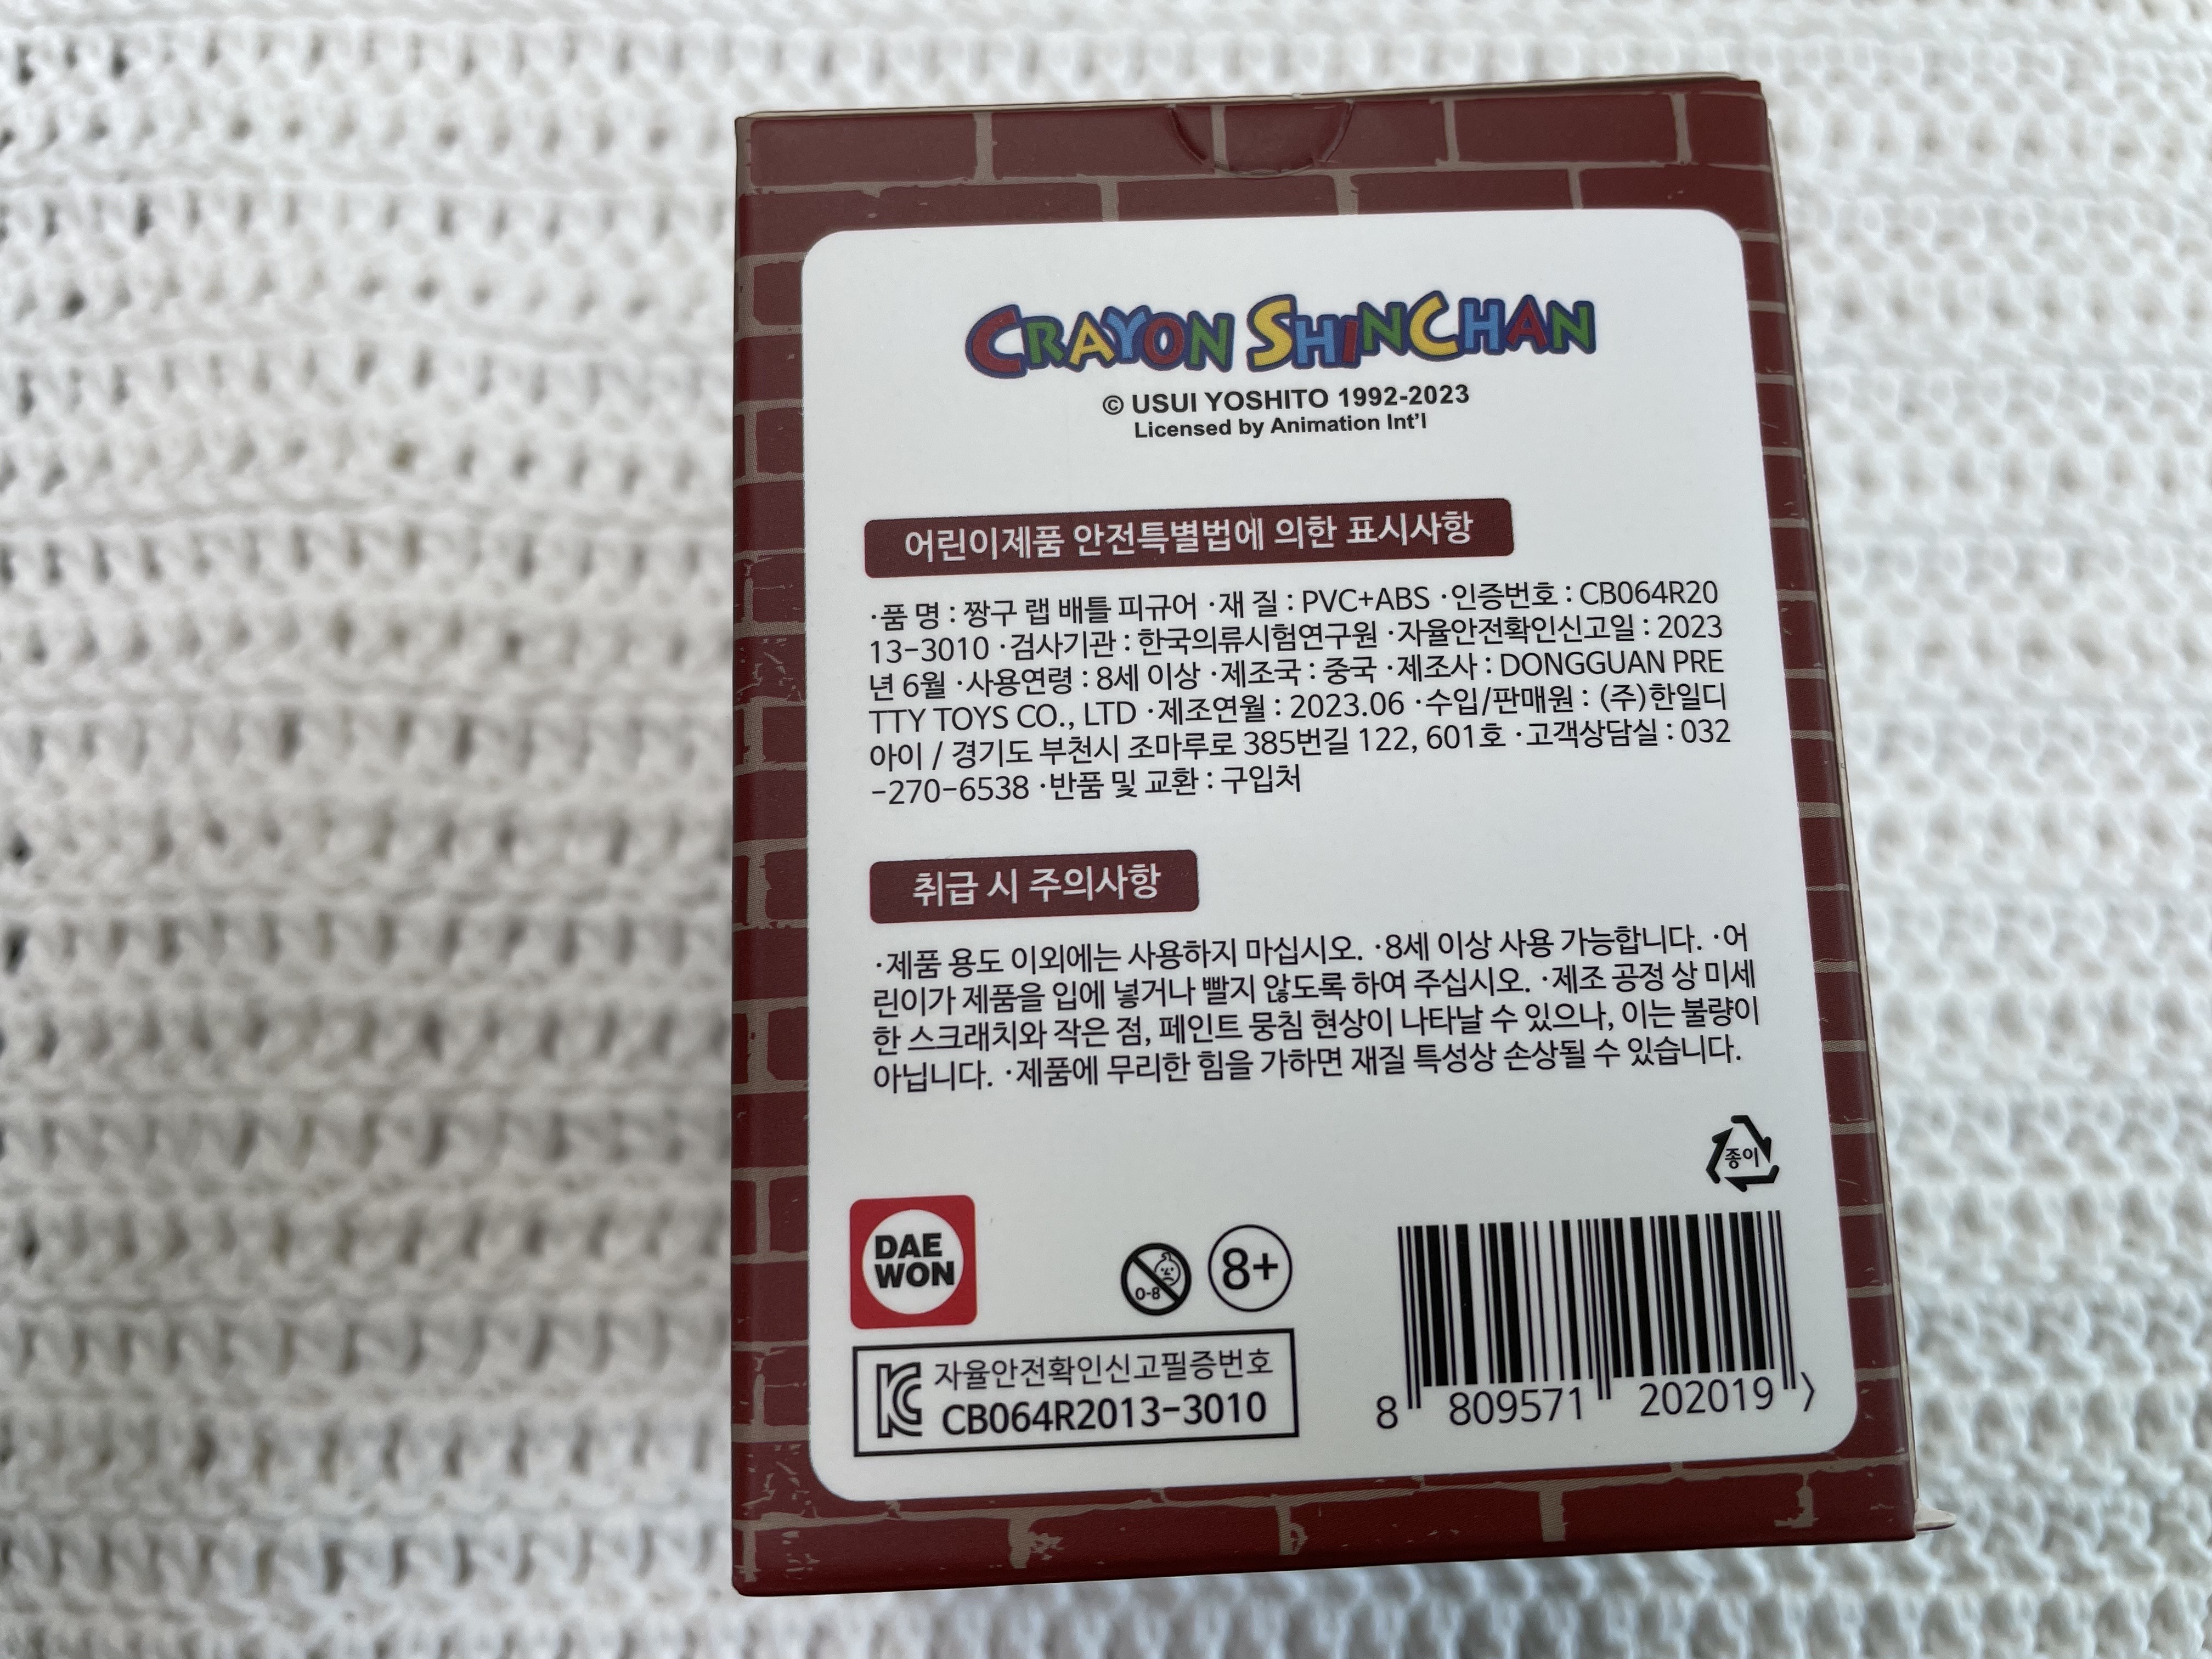 CRAYON SHINCHAN
© USUI YOSHITO 1992-2023
Licensed by Animation Int'l
어린이제품 안전특별법에 의한 표시사항
·품 명 : 짱구 랩 배틀 피규어 ·재 질 : PVC+ABS ·인증번호 : CB064R20
13-3010 ·검사기관 : 한국의류시험연구원 ·자율안전확인신고일 : 2023
년 6월 ·사용연령 : 8세 이상 ·제조국 : 중국 ·제조사 : DONGGUAN PRE
TTY TOYS CO., LTD ·제조연월 : 2023.06 ·수입/판매원 : (주)한일디
아이 / 경기도 부천시 조마루로 385번길 122, 601호 ·고객상담실 : 032
-270-6538 ·반품 및 교환 : 구입처
취급 시 주의사항
·제품 용도 이외에는 사용하지 마십시오. ·8세 이상 사용 가능합니다. ·어
린이가 제품을 입에 넣거나 빨지 않도록 하여 주십시오. ·제조 공정 상 미세
한 스크래치와 작은 점, 페인트 뭉침 현상이 나타날 수 있으나, 이는 불량이
아닙니다. ·제품에 무리한 힘을 가하면 재질 특성상 손상될 수 있습니다.
종이
DAE
WON
0-8
8+
자율안전확인신고필증번호
CB064R2013-3010
8 809571 202019 >